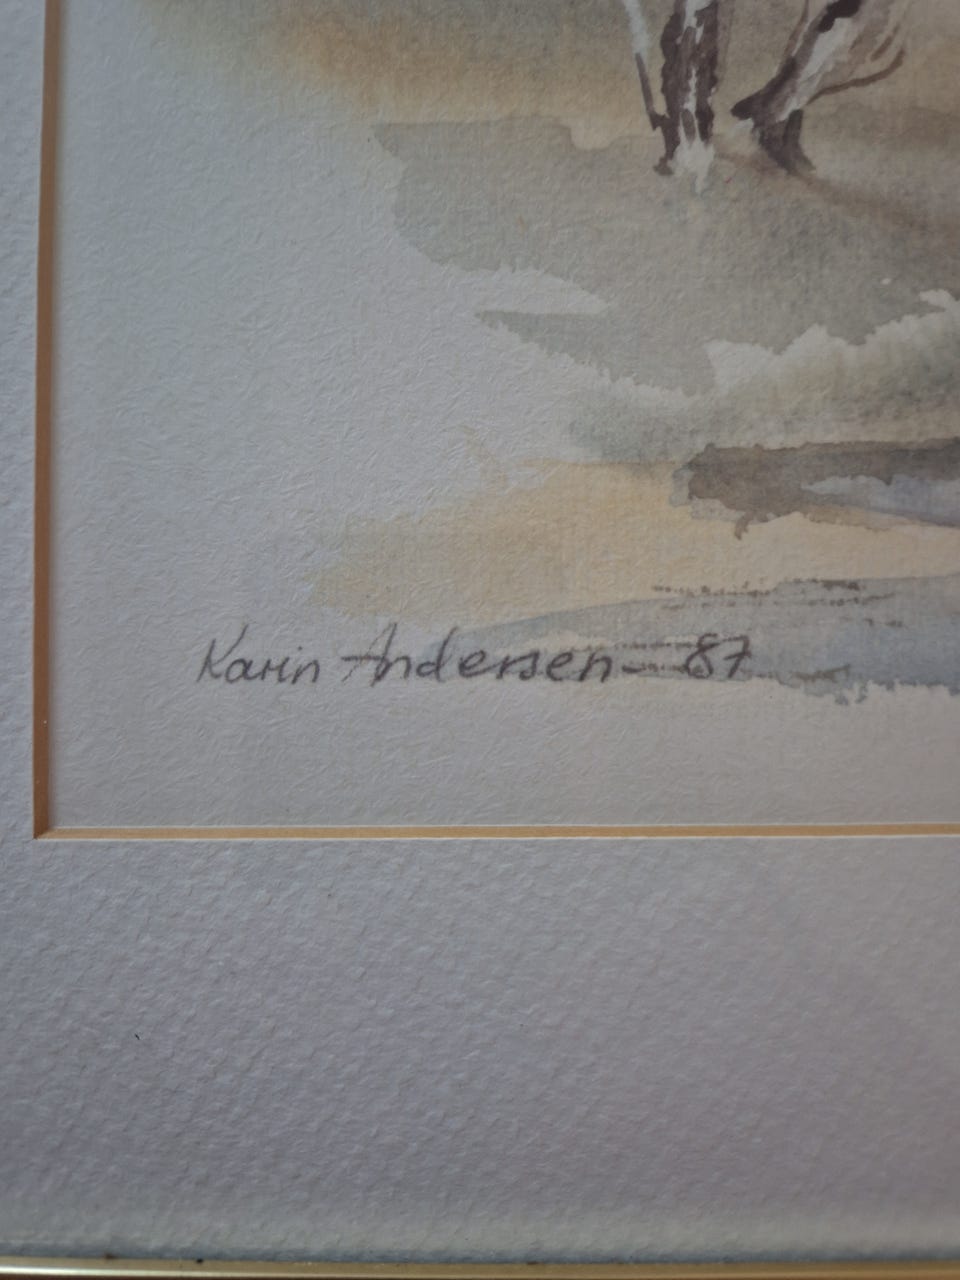 Karin Andersen - 87